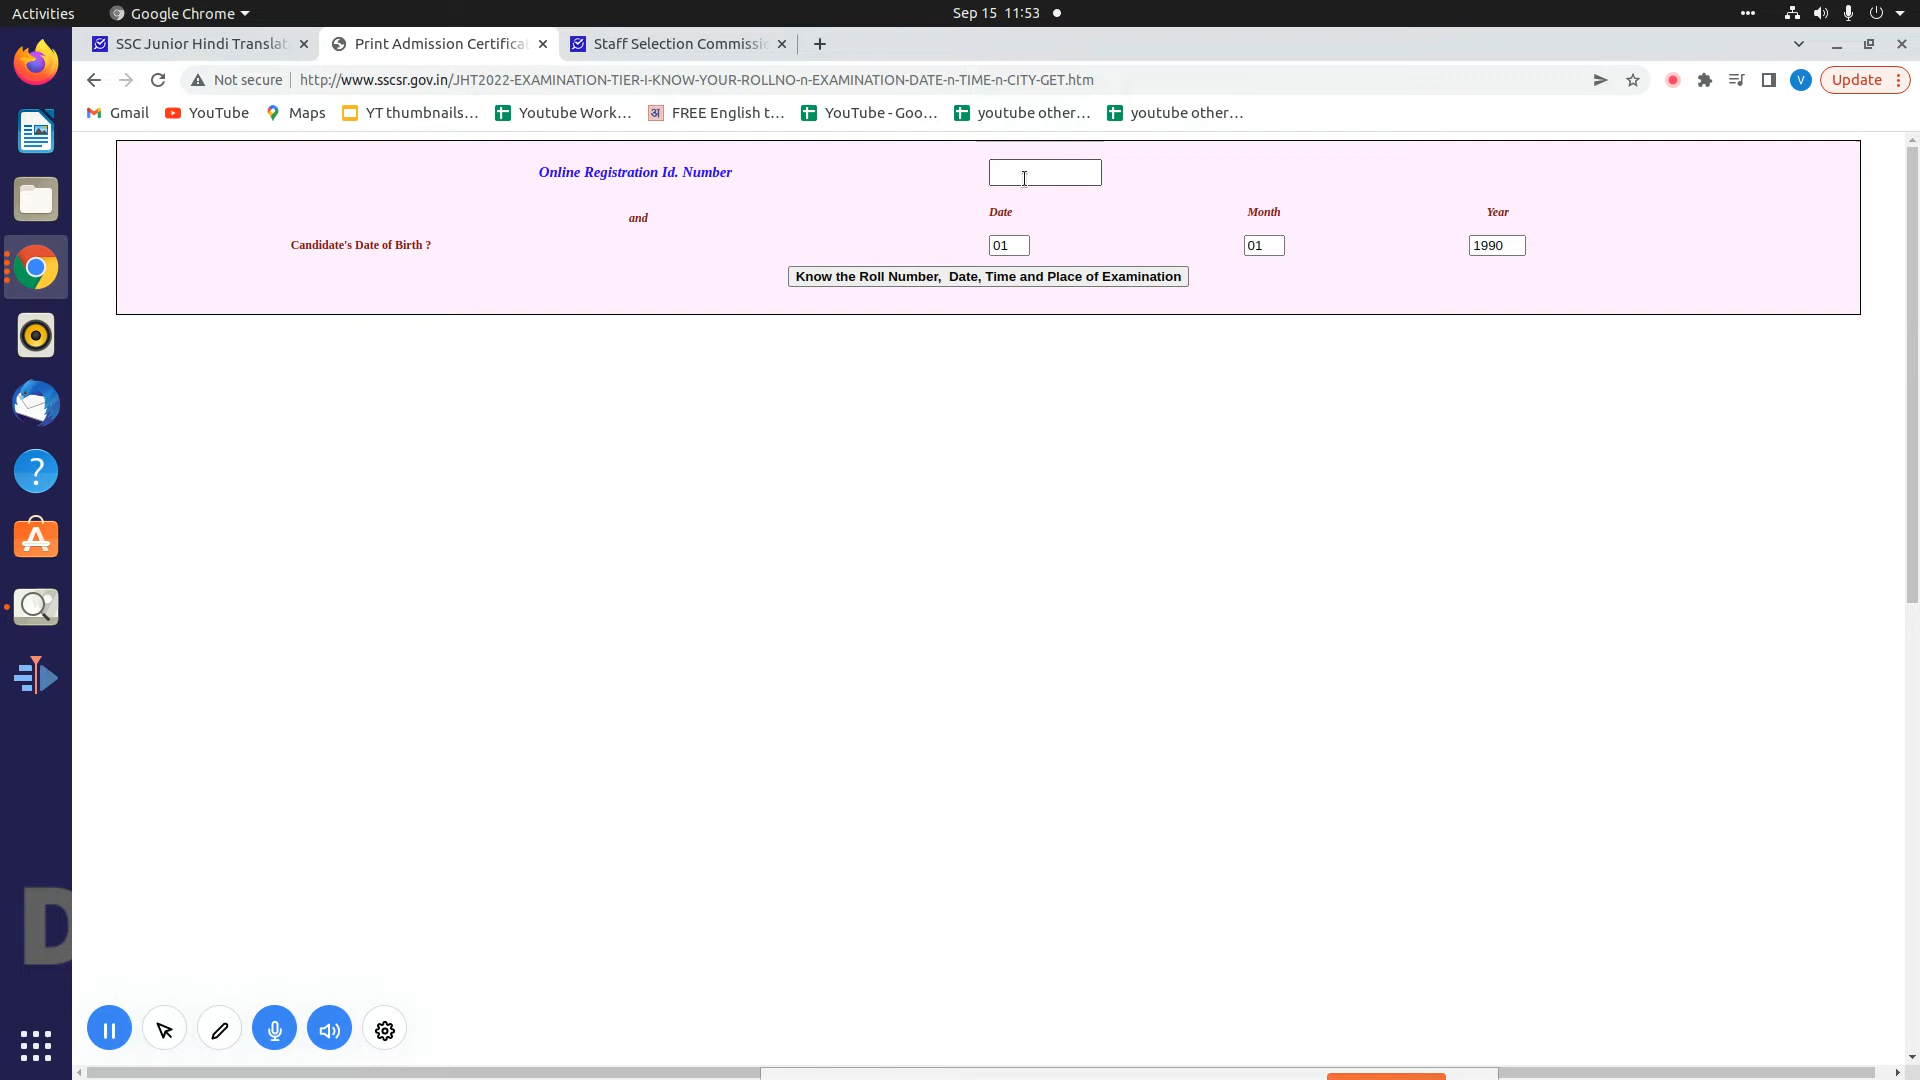 Activities Google Chrome Sep 15 11:53
SSC Junior Hindi Translat Print Admission Certifica Staff Selection Commissio
Not secure http://www.sscsr.gov.in/JHT2022-EXAMINATION-TIER-I-KNOW-YOUR-ROLLNO-n-EXAMINATION-DATE-n-TIME-n-CITY-GET.htm V Update
Gmail YouTube Maps YT thumbnails... Youtube Work... अ FREE English t... YouTube - Goo... youtube other... youtube other...
Online Registration Id. Number
and Date Month Year
Candidate's Date of Birth ? 01 01 1990
Know the Roll Number, Date, Time and Place of Examination
D